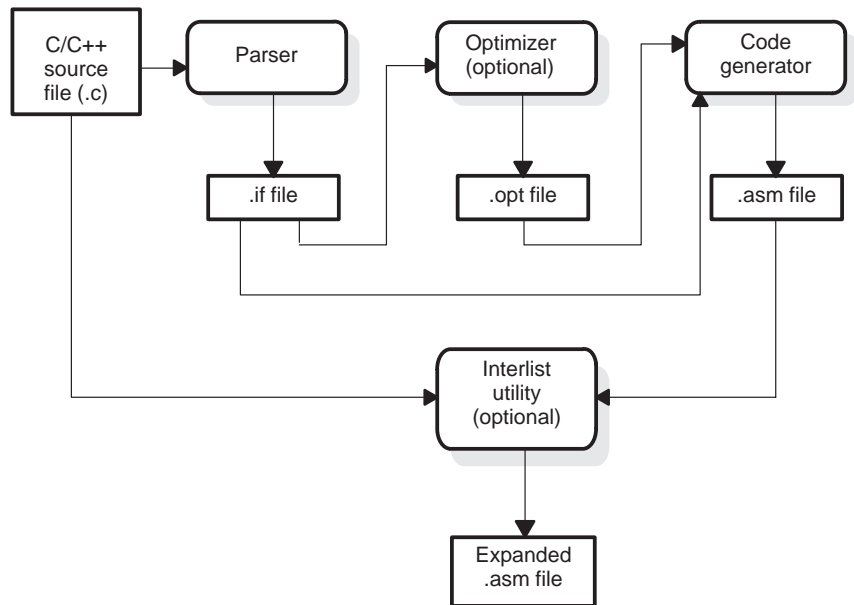 C/C++
source
file (.c)
Parser
Optimizer
(optional)
Code
generator
.if file
.opt file
.asm file
Interlist
utility
(optional)
Expanded
.asm file